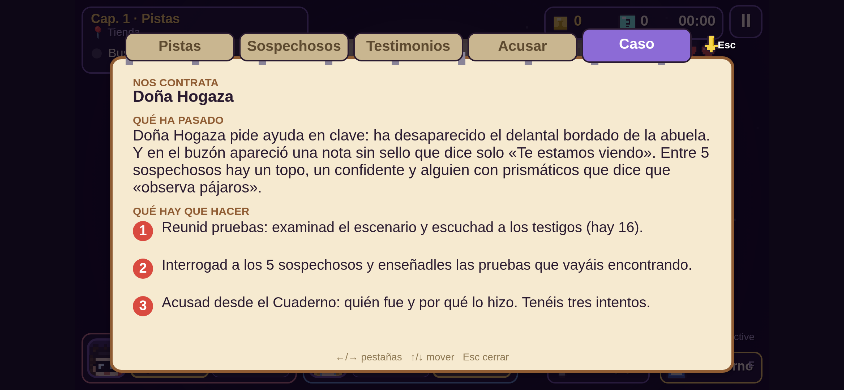 Cap. 1 · Pistas
Tienda
0
0
00:00
Pistas
Sospechosos
Testimonios
Acusar
Caso
Esc
NOS CONTRATA
Doña Hogaza
QUÉ HA PASADO
Doña Hogaza pide ayuda en clave: ha desaparecido el delantal bordado de la abuela.
Y en el buzón apareció una nota sin sello que dice solo «Te estamos viendo». Entre 5
sospechosos hay un topo, un confidente y alguien con prismáticos que dice que
«observa pájaros».
QUÉ HAY QUE HACER
1 Reunid pruebas: examinad el escenario y escuchad a los testigos (hay 16).
2 Interrogad a los 5 sospechosos y enseñadles las pruebas que vayáis encontrando.
3 Acusad desde el Cuaderno: quién fue y por qué lo hizo. Tenéis tres intentos.
←/→ pestañas ↑/↓ mover Esc cerrar